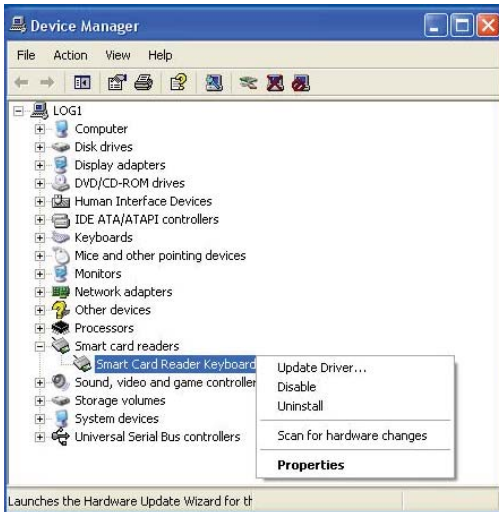 Device Manager
File Action View Help
LOG1
Computer
Disk drives
Display adapters
DVD/CD-ROM drives
Human Interface Devices
IDE ATA/ATAPI controllers
Keyboards
Mice and other pointing devices
Monitors
Network adapters
Other devices
Processors
Smart card readers
Smart Card Reader Keyboard
Update Driver...
Disable
Uninstall
Scan for hardware changes
Properties
Sound, video and game controller
Storage volumes
System devices
Universal Serial Bus controllers
Launches the Hardware Update Wizard for th